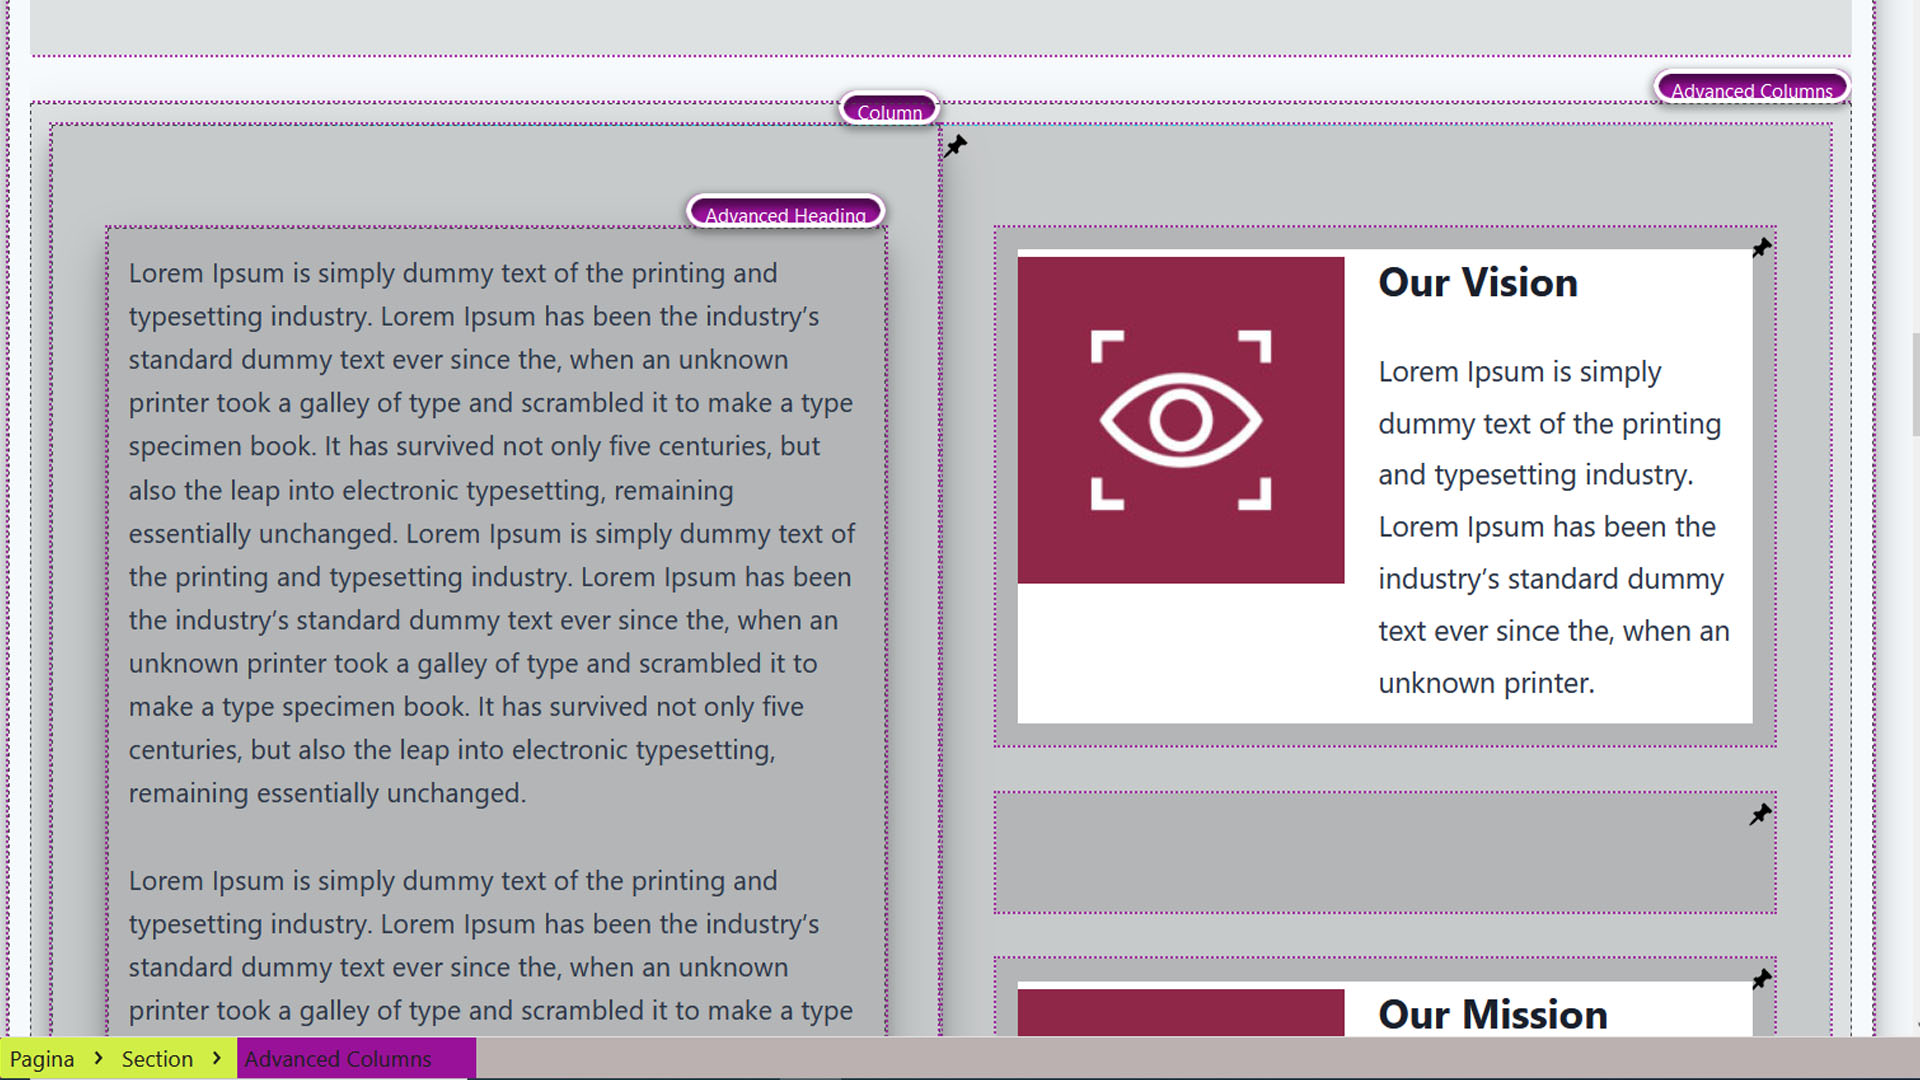 Advanced Columns
Column
Advanced Heading
Lorem Ipsum is simply dummy text of the printing and
typesetting industry. Lorem Ipsum has been the industry’s
standard dummy text ever since the, when an unknown
printer took a galley of type and scrambled it to make a type
specimen book. It has survived not only five centuries, but
also the leap into electronic typesetting, remaining
essentially unchanged. Lorem Ipsum is simply dummy text of
the printing and typesetting industry. Lorem Ipsum has been
the industry’s standard dummy text ever since the, when an
unknown printer took a galley of type and scrambled it to
make a type specimen book. It has survived not only five
centuries, but also the leap into electronic typesetting,
remaining essentially unchanged.
Lorem Ipsum is simply dummy text of the printing and
typesetting industry. Lorem Ipsum has been the industry’s
standard dummy text ever since the, when an unknown
printer took a galley of type and scrambled it to make a type
Our Vision
Lorem Ipsum is simply
dummy text of the printing
and typesetting industry.
Lorem Ipsum has been the
industry’s standard dummy
text ever since the, when an
unknown printer.
Our Mission
Pagina > Section > Advanced Columns